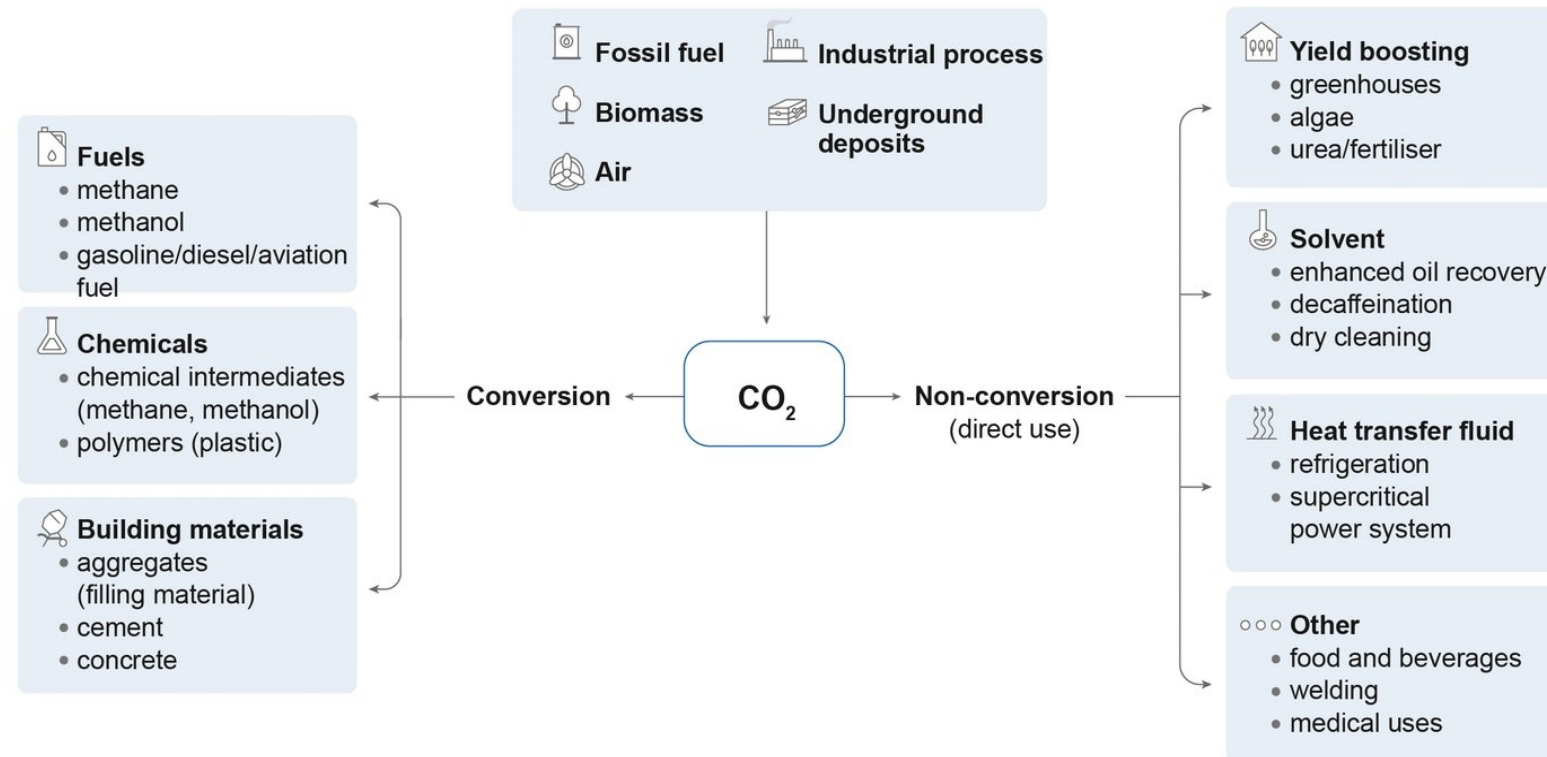 Fossil fuel
Biomass
Air
Industrial process
Underground
deposits
Fuels
• methane
• methanol
• gasoline/diesel/aviation
fuel
Chemicals
• chemical intermediates
(methane, methanol)
• polymers (plastic)
Building materials
• aggregates
(filling material)
• cement
• concrete
Conversion
CO₂
Non-conversion
(direct use)
Yield boosting
• greenhouses
• algae
• urea/fertiliser
Solvent
• enhanced oil recovery
• decaffeination
• dry cleaning
Heat transfer fluid
• refrigeration
• supercritical
power system
Other
• food and beverages
• welding
• medical uses